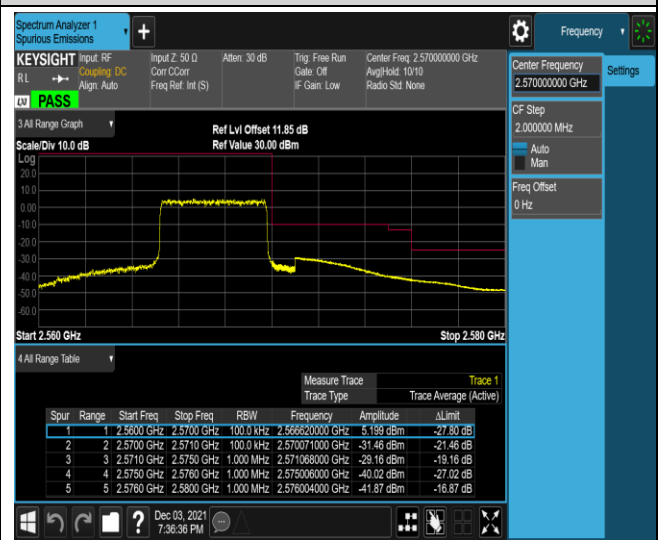 Spectrum Analyzer 1
Spurious Emissions
Frequency
KEYSIGHT
Input: RF
Input Z: 50 Ω
Atten: 30 dB
Trig: Free Run
Center Freq: 2.570000000 GHz
RL
Coupling: DC
Corr CCorr
Gate: Off
Avg|Hold: 10/10
Align: Auto
Freq Ref: Int (S)
IF Gain: Low
Radio Std: None
LW PASS
Center Frequency
2.570000000 GHz
Settings
CF Step
2.000000 MHz
Auto
Man
Freq Offset
0 Hz
3 All Range Graph
Ref Lvl Offset 11.85 dB
Scale/Div 10.0 dB
Ref Value 30.00 dBm
Log
20.0
10.0
0.00
-10.0
-20.0
-30.0
-40.0
-50.0
-60.0
Start 2.560 GHz
Stop 2.580 GHz
4 All Range Table
Measure Trace Trace 1
Trace Type Trace Average (Active)
Spur Range Start Freq Stop Freq RBW Frequency Amplitude ΔLimit
1 1 2.5600 GHz 2.5700 GHz 100.0 kHz 2.566620000 GHz 5.199 dBm -27.80 dB
2 2 2.5700 GHz 2.5710 GHz 100.0 kHz 2.570071000 GHz -31.46 dBm -21.46 dB
3 3 2.5710 GHz 2.5750 GHz 1.000 MHz 2.571068000 GHz -29.16 dBm -19.16 dB
4 4 2.5750 GHz 2.5760 GHz 1.000 MHz 2.575006000 GHz -40.02 dBm -27.02 dB
5 5 2.5760 GHz 2.5800 GHz 1.000 MHz 2.576004000 GHz -41.87 dBm -16.87 dB
Dec 03, 2021
7:36:36 PM